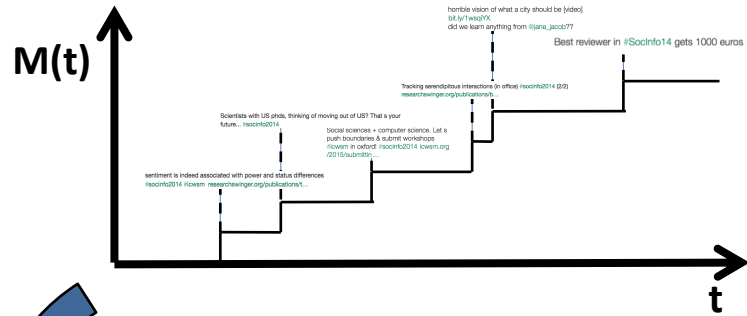 horrible vision of what a city should be [video]
bit.ly/1wsqjYX
did we learn anything from @jane_jacob??
Best reviewer in #SocInfo14 gets 1000 euros
M(t)
Tracking serendipitous interactions (in office) #socinfo2014 (2/2)
researchswinger.org/publications/b...
Scientists with US phds, thinking of moving out of US? That s your
future... #socinfo2014
Social sciences + computer science. Let s
push boundaries & submit workshops
#icwsm in oxford! #socinfo2014 icwsm.org
/2015/submittin...
sentiment is indeed associated with power and status differences
#socinfo2014 #icwsm researchswinger.org/publications/t...
t